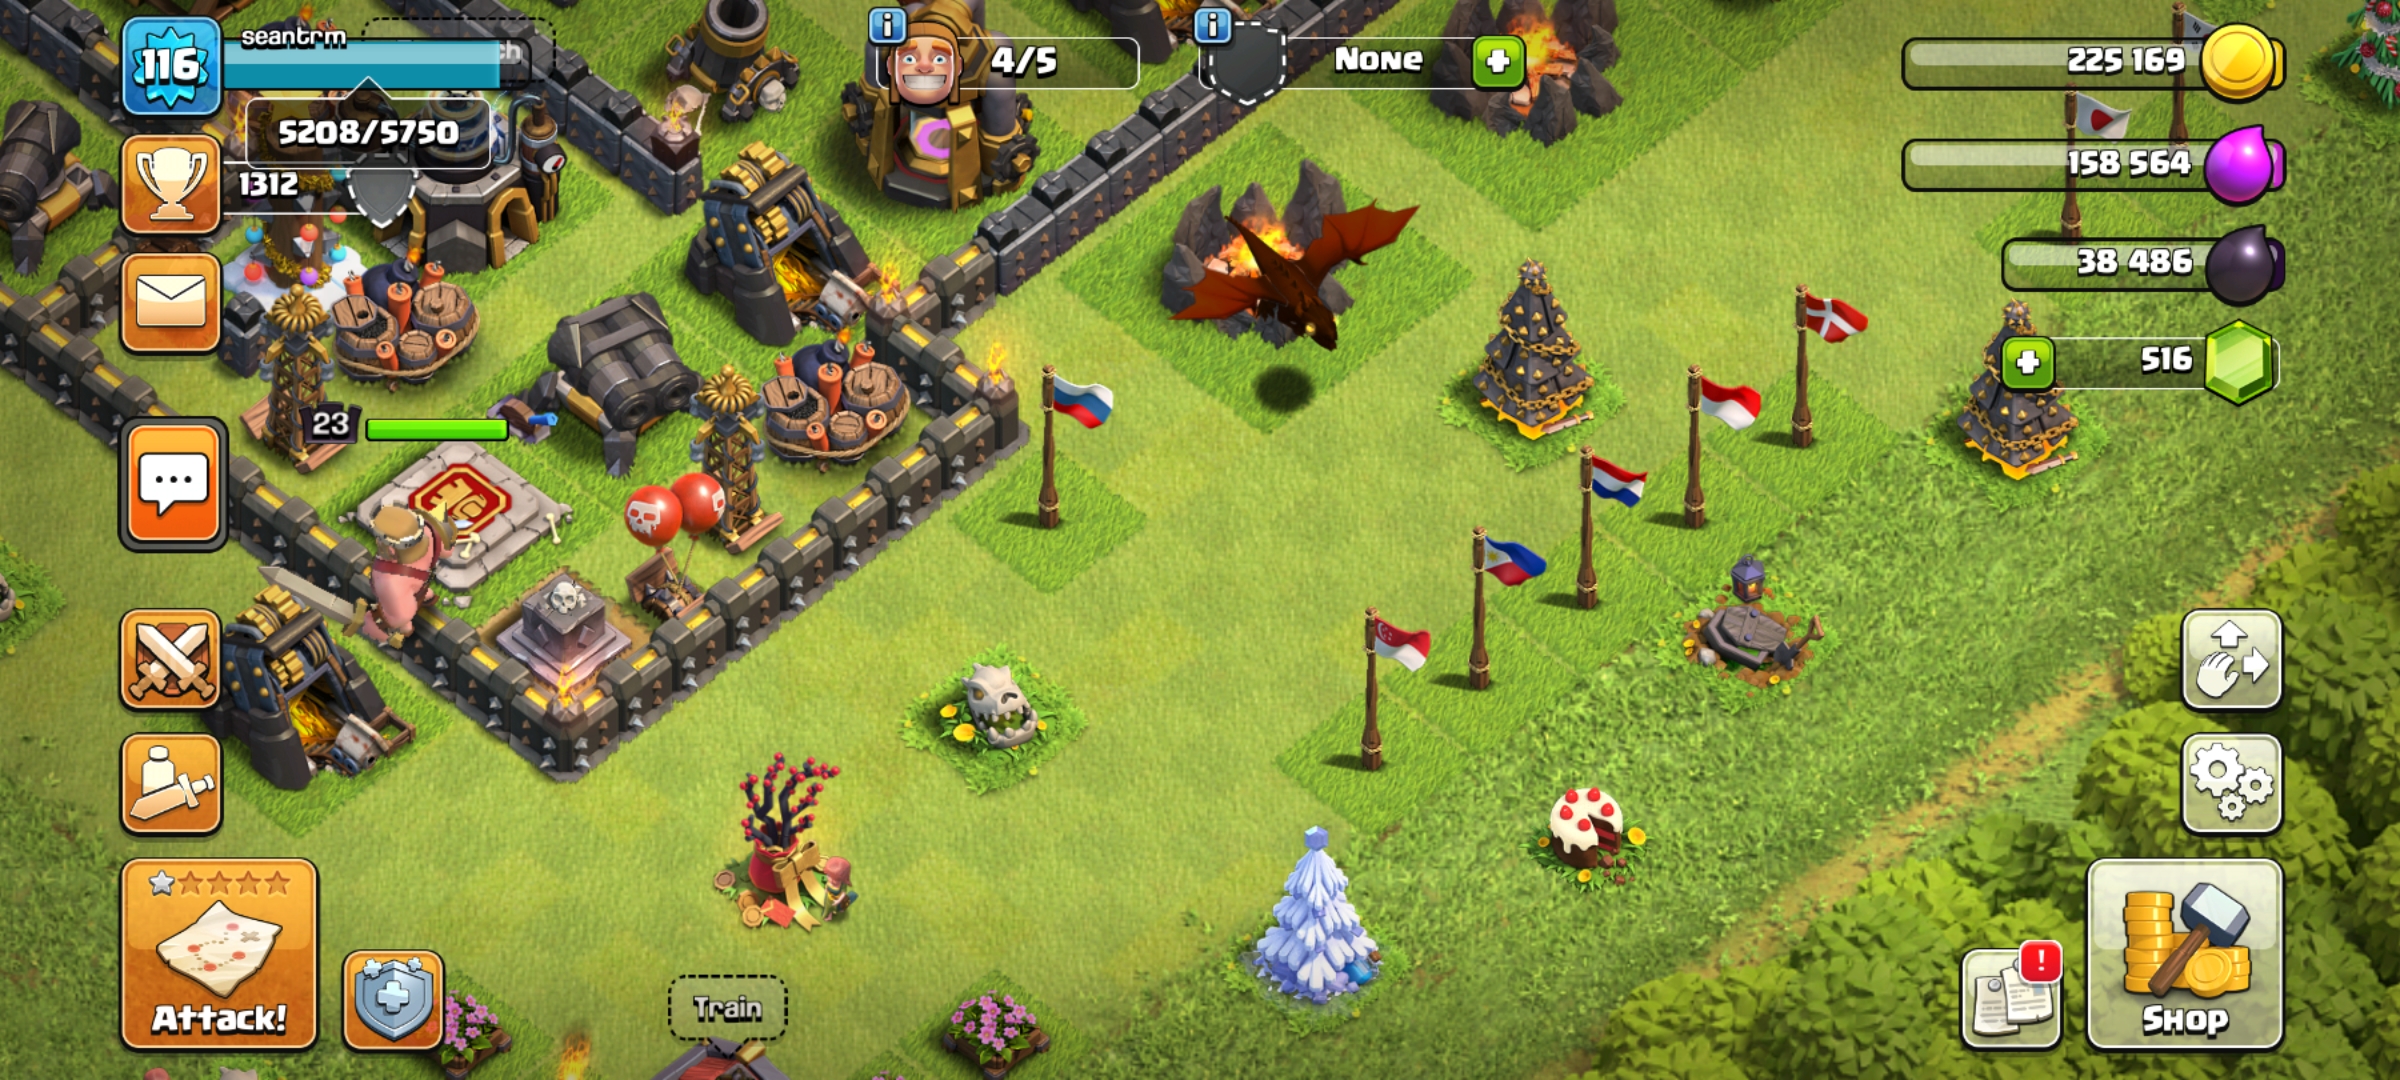 116
seantrm
ch
5208/5750
1312
4/5
None
225 169
158 564
38 486
516
23
Attack!
Train
!
Shop